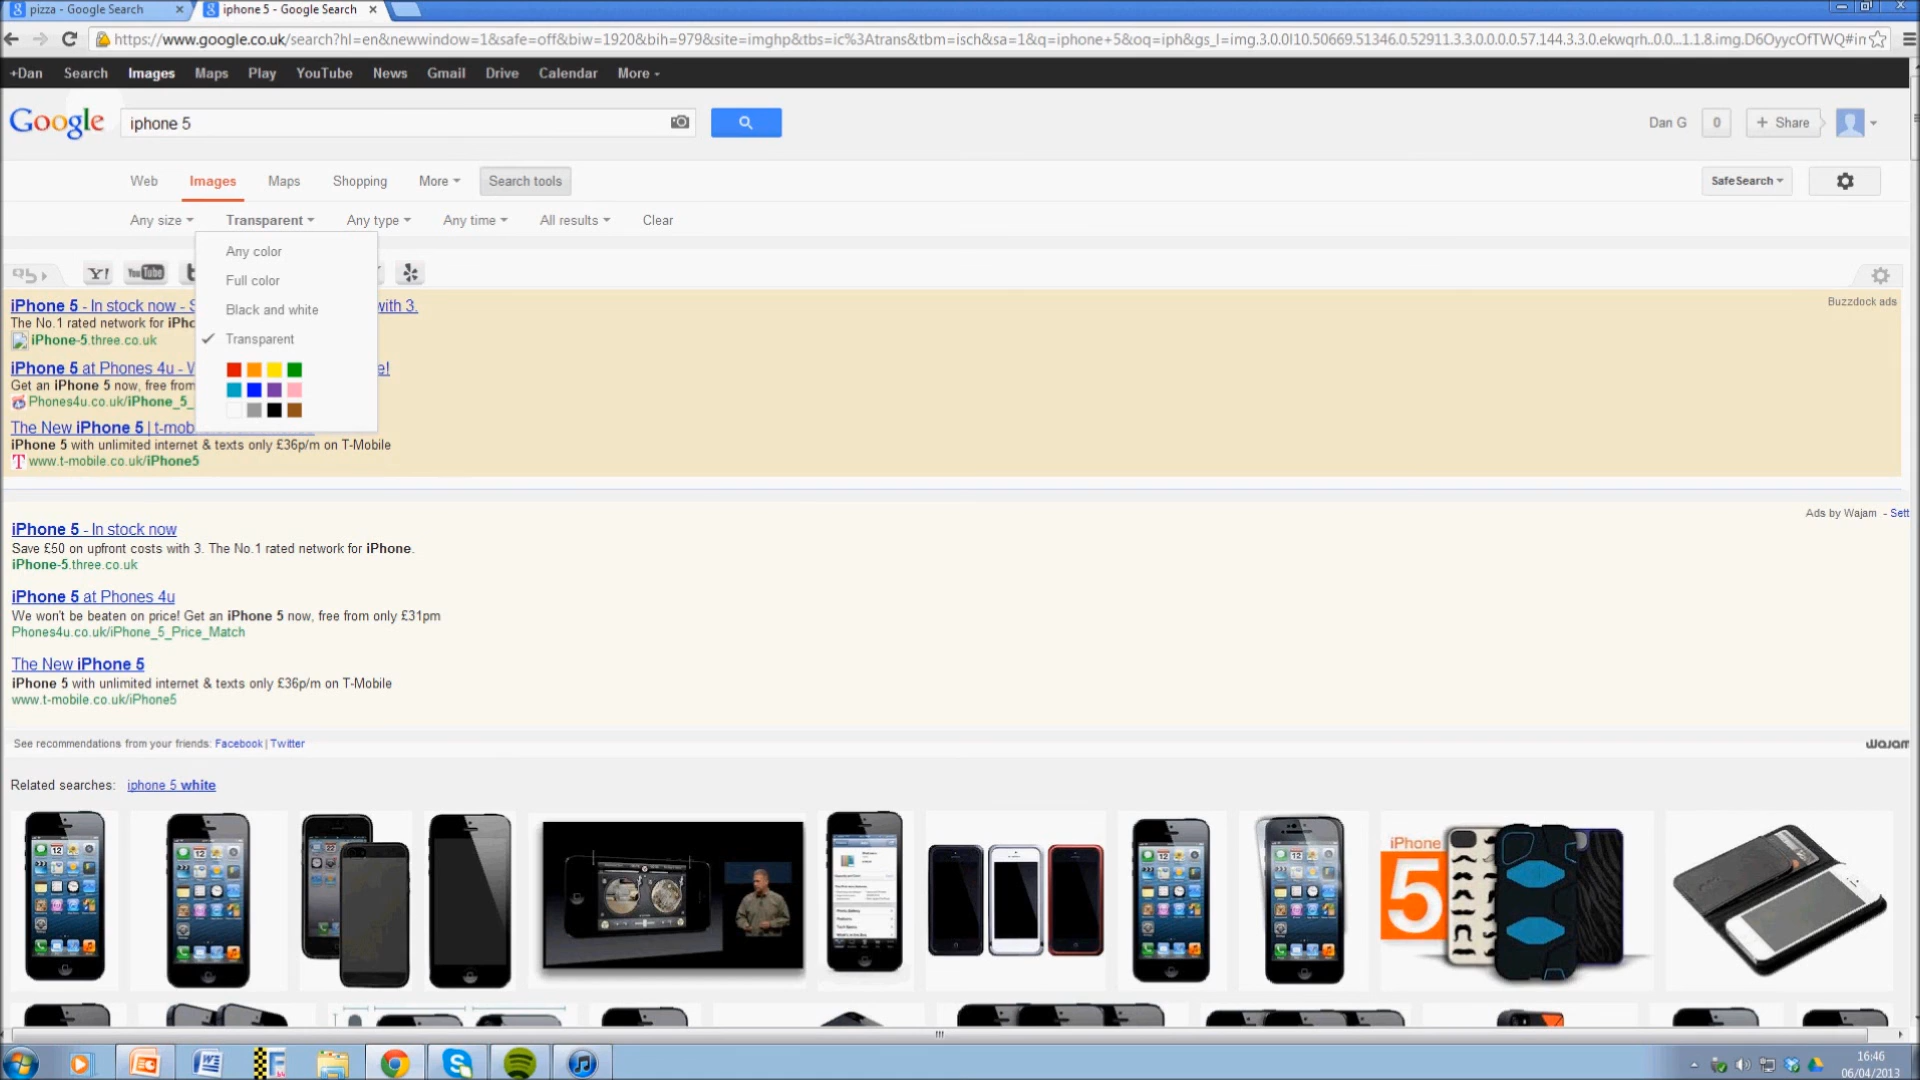 pizza - Google Search
iphone 5 - Google Search
https://www.google.co.uk/search?hl=en&newwindow=1&safe=off&biw=1920&bih=979&site=imghp&tbs=ic%3Atrans&tbm=isch&sa=1&q=iphone+5&oq=iph&gs_l=img.3.0.0l10.50669.51346.0.52911.3.3.0.0.0.0.57.144.3.3.0.ekwqrh..0.0...1.1.8.img.D6OyycOfTWQ#in
+Dan Search Images Maps Play YouTube News Gmail Drive Calendar More
Google
iphone 5
Dan G 0 + Share
Web Images Maps Shopping More Search tools
SafeSearch
Any size Transparent Any type Any time All results Clear
Any color
Full color
Black and white
Transparent
Y! YouTube
iPhone 5 - In stock now - S with 3.
Buzzdock ads
The No.1 rated network for iPho
iPhone-5.three.co.uk
iPhone 5 at Phones 4u - W e!
Get an iPhone 5 now, free from
Phones4u.co.uk/iPhone_5_
The New iPhone 5 | t-mob
iPhone 5 with unlimited internet & texts only £36p/m on T-Mobile
T www.t-mobile.co.uk/iPhone5
iPhone 5 - In stock now
Ads by Wajam - Sett
Save £50 on upfront costs with 3. The No.1 rated network for iPhone.
iPhone-5.three.co.uk
iPhone 5 at Phones 4u
We won't be beaten on price! Get an iPhone 5 now, free from only £31pm
Phones4u.co.uk/iPhone_5_Price_Match
The New iPhone 5
iPhone 5 with unlimited internet & texts only £36p/m on T-Mobile
www.t-mobile.co.uk/iPhone5
See recommendations from your friends: Facebook | Twitter
wajam
Related searches: iphone 5 white
iPhone
5
16:46
06/04/2013